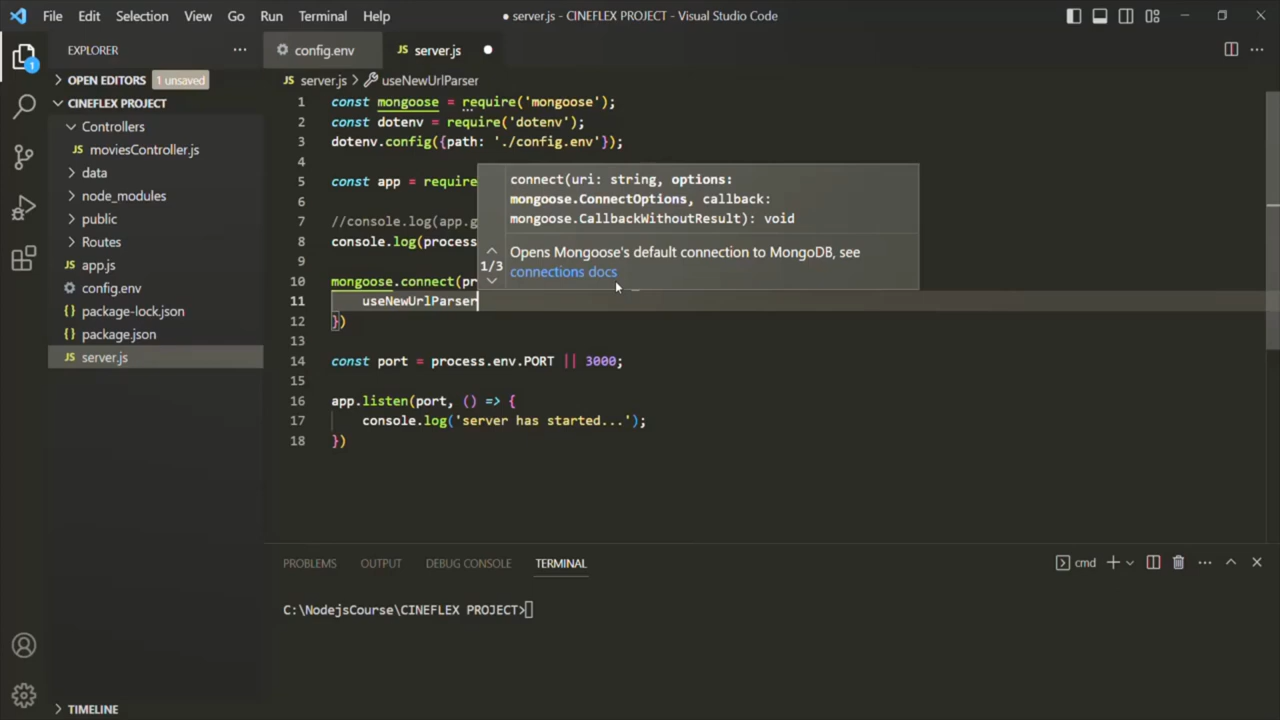 File Edit Selection View Go Run Terminal Help
● server.js - CINEFLEX PROJECT - Visual Studio Code
EXPLORER
1
OPEN EDITORS 1 unsaved
CINEFLEX PROJECT
Controllers
JS moviesController.js
data
node_modules
public
Routes
JS app.js
config.env
{} package-lock.json
{} package.json
JS server.js
TIMELINE
config.env
JS server.js
JS server.js > useNewUrlParser
1 const mongoose = require('mongoose');
2 const dotenv = require('dotenv');
3 dotenv.config({path: './config.env'});
4
5 const app = require
6
7 //console.log(app.g
8 console.log(process
9
10 mongoose.connect(pr
11 useNewUrlParser
12 })
13
14 const port = process.env.PORT || 3000;
15
16 app.listen(port, () => {
17 console.log('server has started...');
18 })
connect(uri: string, options:
mongoose.ConnectOptions, callback:
mongoose.CallbackWithoutResult): void
1/3
Opens Mongoose's default connection to MongoDB, see
connections docs
PROBLEMS OUTPUT DEBUG CONSOLE TERMINAL
cmd
C:\NodejsCourse\CINEFLEX PROJECT>